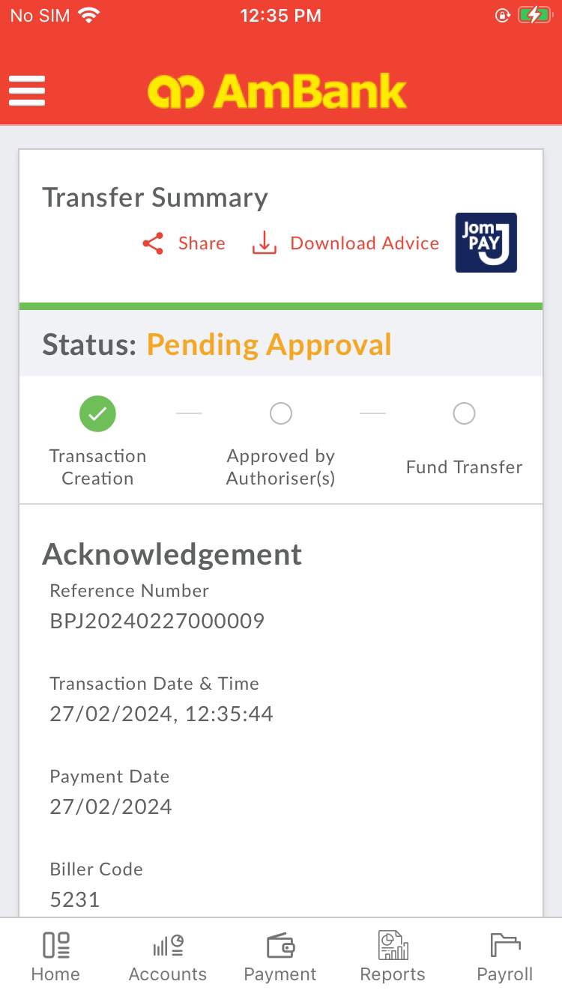 No SIM 12:35 PM
AmBank
Transfer Summary
Share Download Advice
Jom
PAY
Status: Pending Approval
Transaction Creation
Approved by Authoriser(s)
Fund Transfer
Acknowledgement
Reference Number
BPJ20240227000009
Transaction Date & Time
27/02/2024, 12:35:44
Payment Date
27/02/2024
Biller Code
5231
Home Accounts Payment Reports Payroll